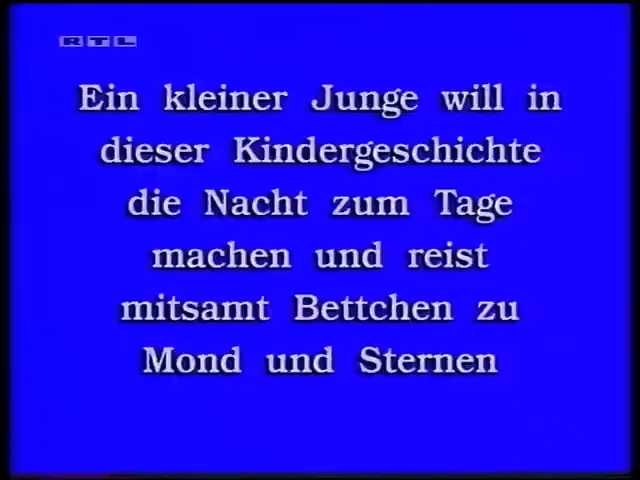 RTL
Ein kleiner Junge will in
dieser Kindergeschichte
die Nacht zum Tage
machen und reist
mitsamt Bettchen zu
Mond und Sternen